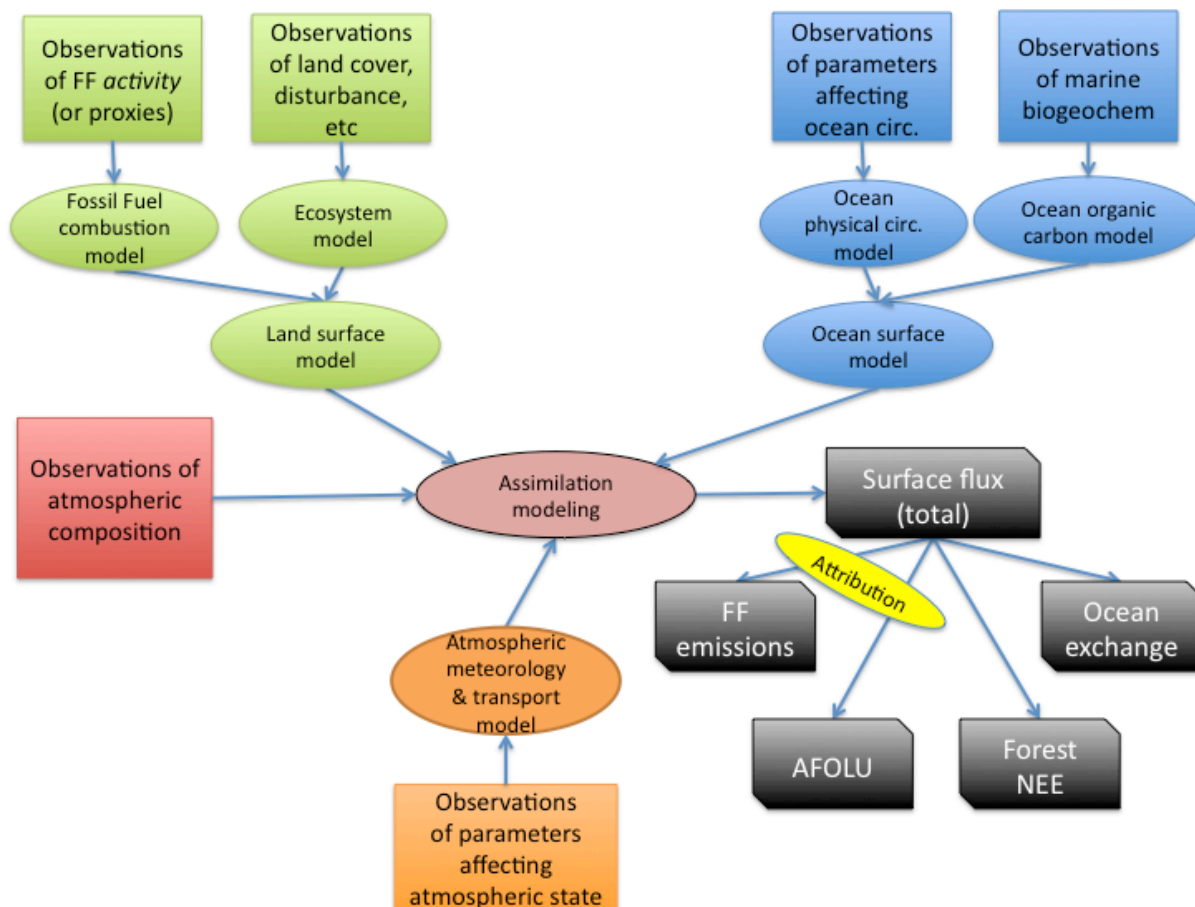 Observations
of FF activity
(or proxies)
Observations
of land cover,
disturbance,
etc
Observations
of parameters
affecting
ocean circ.
Observations
of marine
biogeochem
Fossil Fuel
combustion
model
Ecosystem
model
Ocean
physical circ.
model
Ocean organic
carbon model
Land surface
model
Ocean surface
model
Observations of
atmospheric
composition
Assimilation
modeling
Surface flux
(total)
Attribution
FF
emissions
Ocean
exchange
Atmospheric
meteorology
& transport
model
AFOLU
Forest
NEE
Observations
of parameters
affecting
atmospheric state